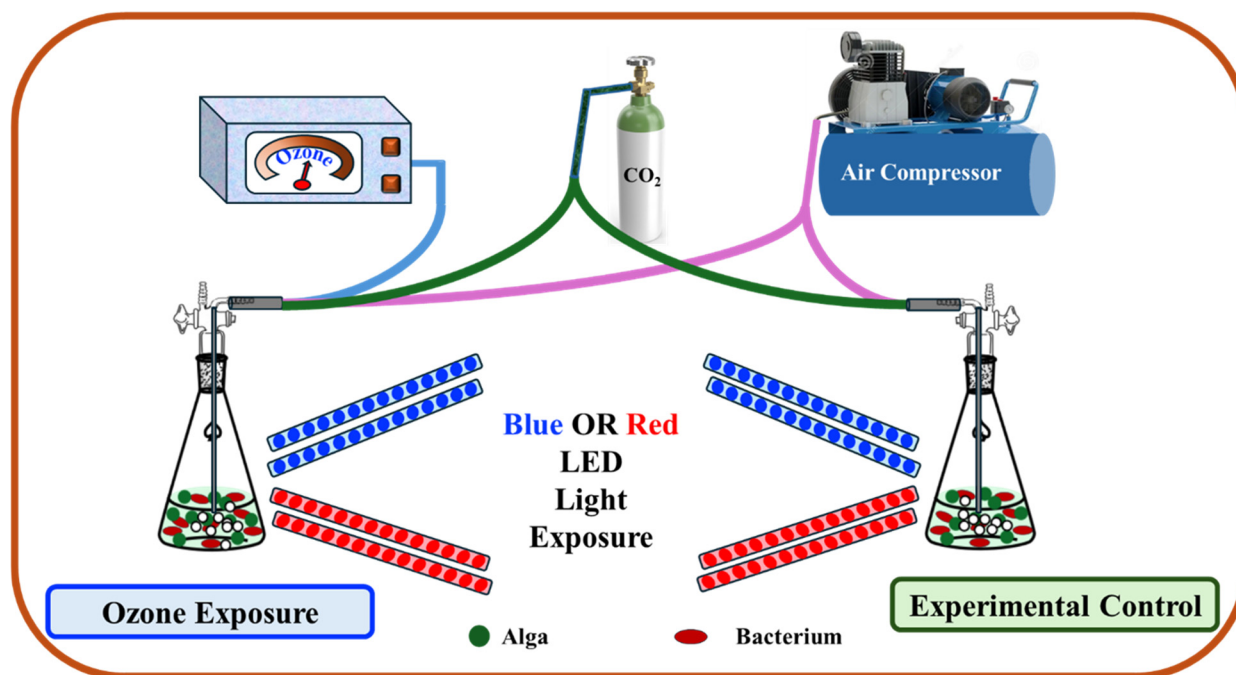 Ozone
CO₂
Air Compressor
Blue OR Red
LED
Light
Exposure
Ozone Exposure
Experimental Control
Alga
Bacterium